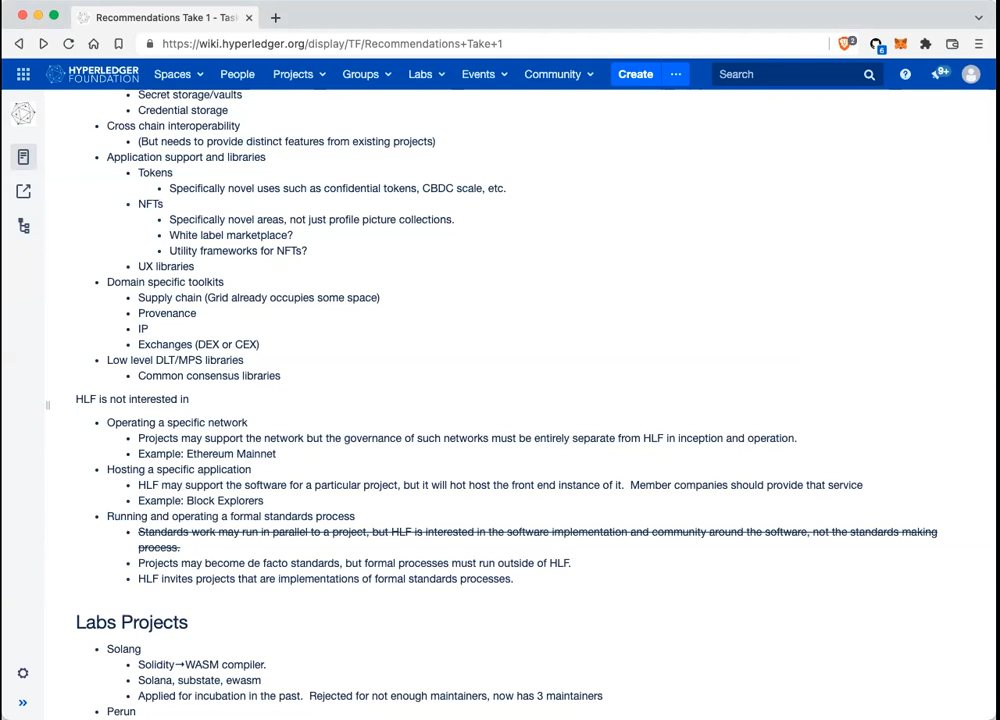 Recommendations Take 1 - Tas
https://wiki.hyperledger.org/display/TF/Recommendations+Take+1
2
6
HYPERLEDGER
FOUNDATION
Spaces People Projects Groups Labs Events Community Create ... Search 9+
Secret storage/vaults
Credential storage
Cross chain interoperability
(But needs to provide distinct features from existing projects)
Application support and libraries
Tokens
Specifically novel uses such as confidential tokens, CBDC scale, etc.
NFTs
Specifically novel areas, not just profile picture collections.
White label marketplace?
Utility frameworks for NFTs?
UX libraries
Domain specific toolkits
Supply chain (Grid already occupies some space)
Provenance
IP
Exchanges (DEX or CEX)
Low level DLT/MPS libraries
Common consensus libraries
HLF is not interested in
Operating a specific network
Projects may support the network but the governance of such networks must be entirely separate from HLF in inception and operation.
Example: Ethereum Mainnet
Hosting a specific application
HLF may support the software for a particular project, but it will hot host the front end instance of it.  Member companies should provide that service
Example: Block Explorers
Running and operating a formal standards process
Standards work may run in parallel to a project, but HLF is interested in the software implementation and community around the software, not the standards making
process.
Projects may become de facto standards, but formal processes must run outside of HLF.
HLF invites projects that are implementations of formal standards processes.
Labs Projects
Solang
Solidity→WASM compiler.
Solana, substate, ewasm
Applied for incubation in the past.  Rejected for not enough maintainers, now has 3 maintainers
Perun